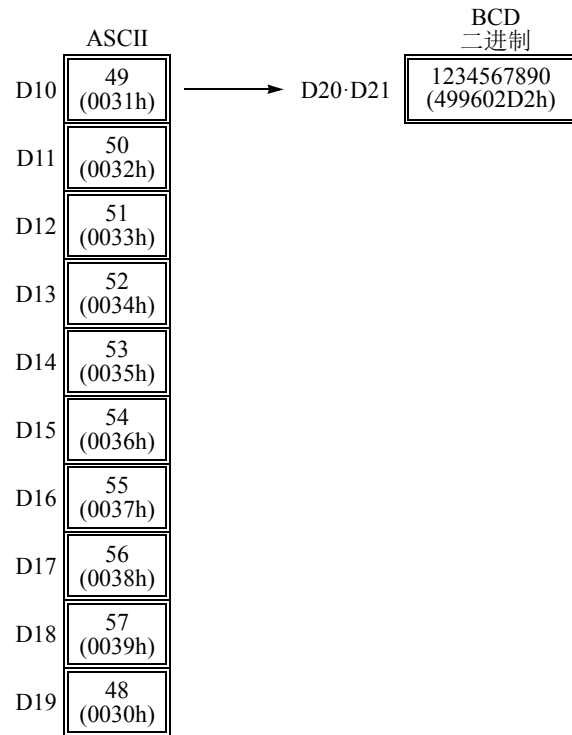 BCD
ASCII 二进制
D10 49 (0031h) D20·D21 1234567890 (499602D2h)
D11 50 (0032h)
D12 51 (0033h)
D13 52 (0034h)
D14 53 (0035h)
D15 54 (0036h)
D16 55 (0037h)
D17 56 (0038h)
D18 57 (0039h)
D19 48 (0030h)